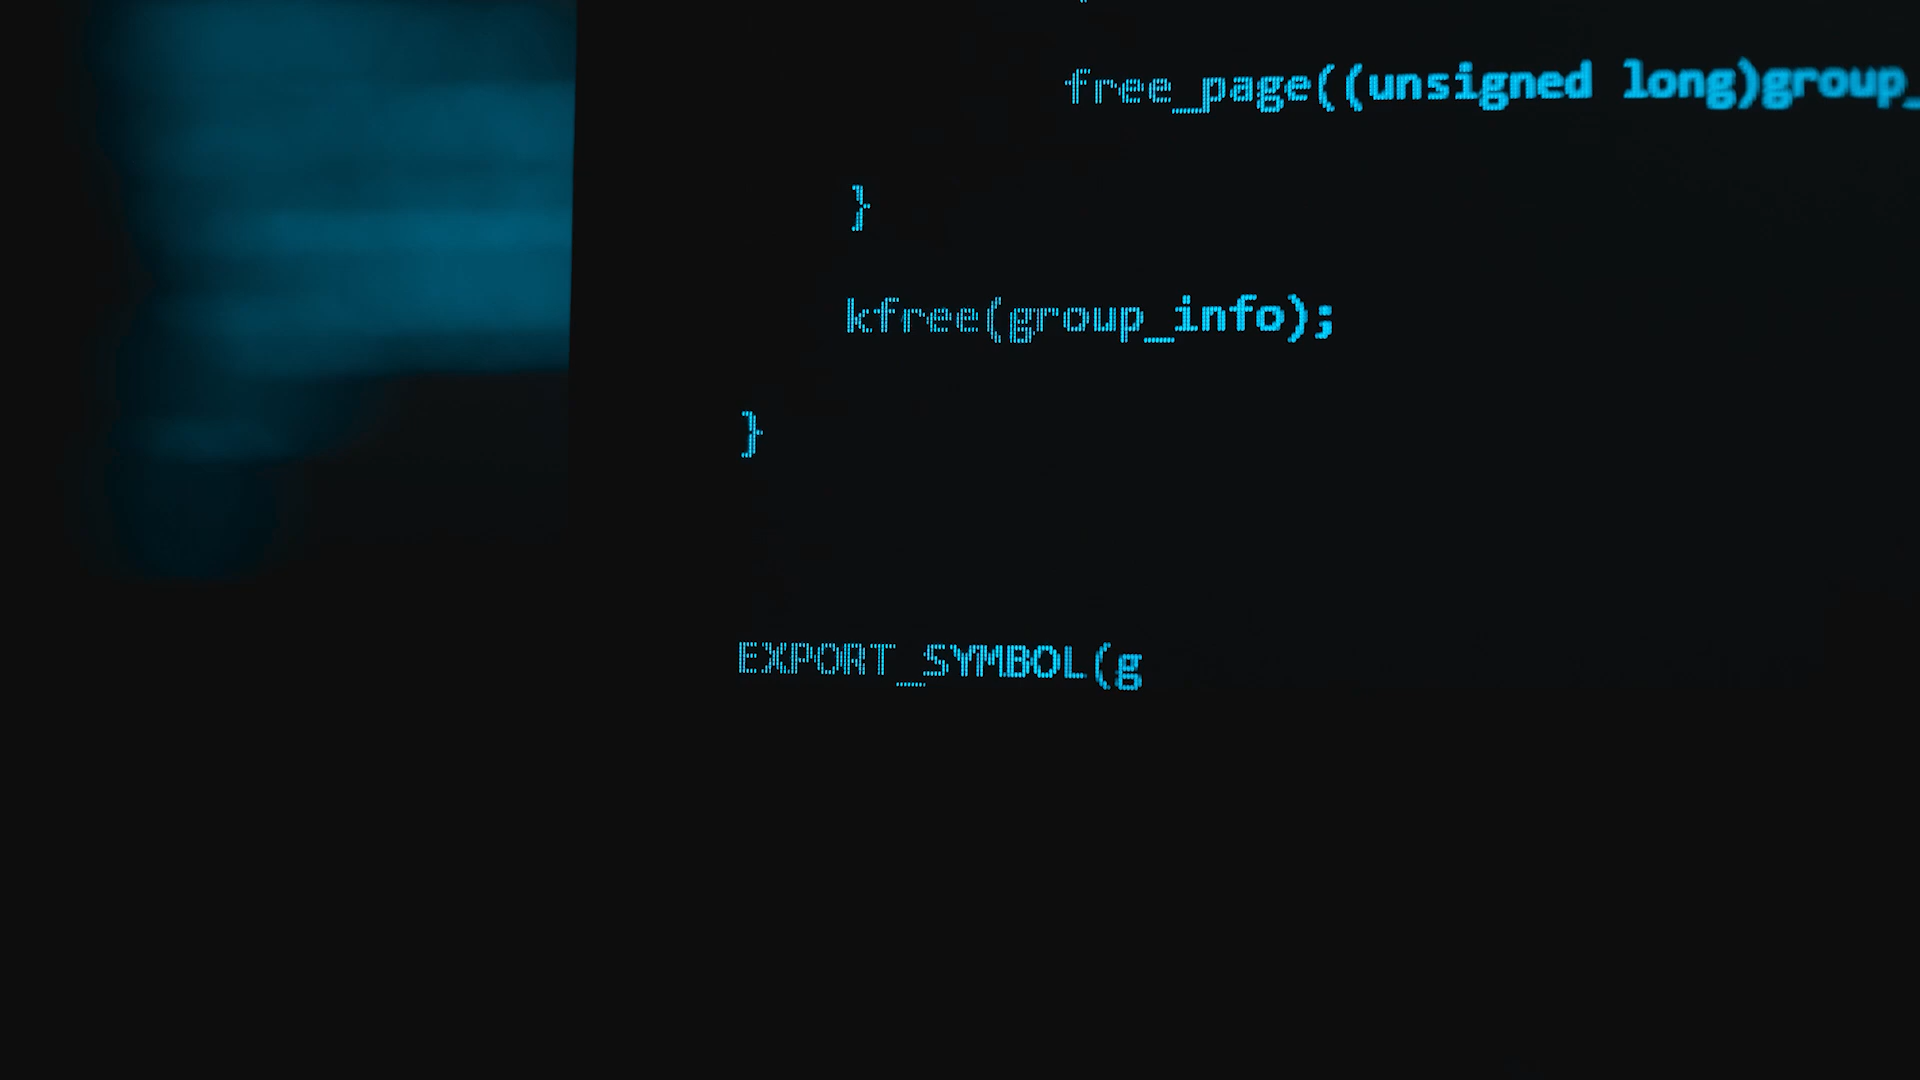 free_page((unsigned long)group_
}
kfree(group_info);
}
EXPORT_SYMBOL(g